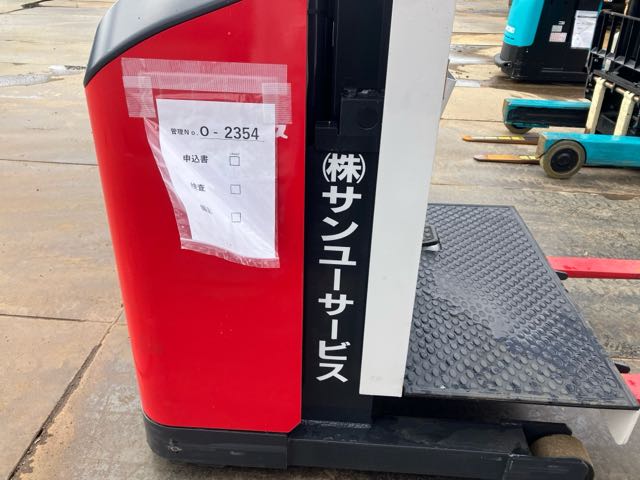 管理No. O-2354
申込書 □
検査 □
ス
㈱サンユーサービス